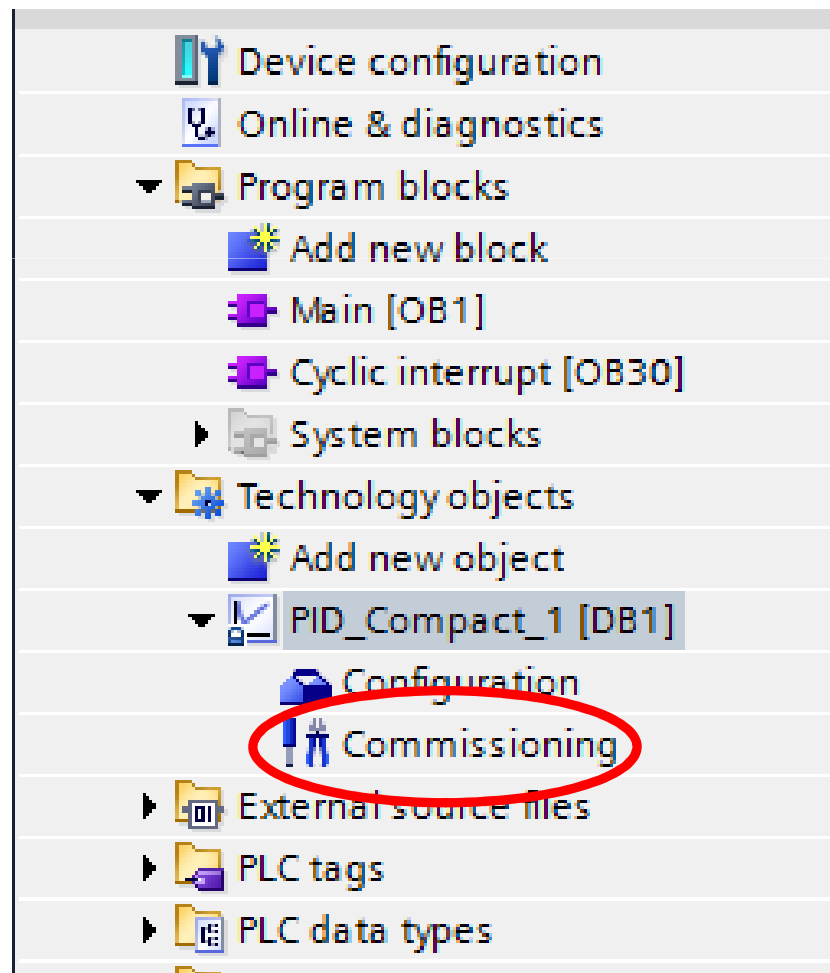 Device configuration
Online & diagnostics
Program blocks
Add new block
Main [OB1]
Cyclic interrupt [OB30]
System blocks
Technology objects
Add new object
PID_Compact_1 [DB1]
Configuration
Commissioning
External source files
PLC tags
PLC data types